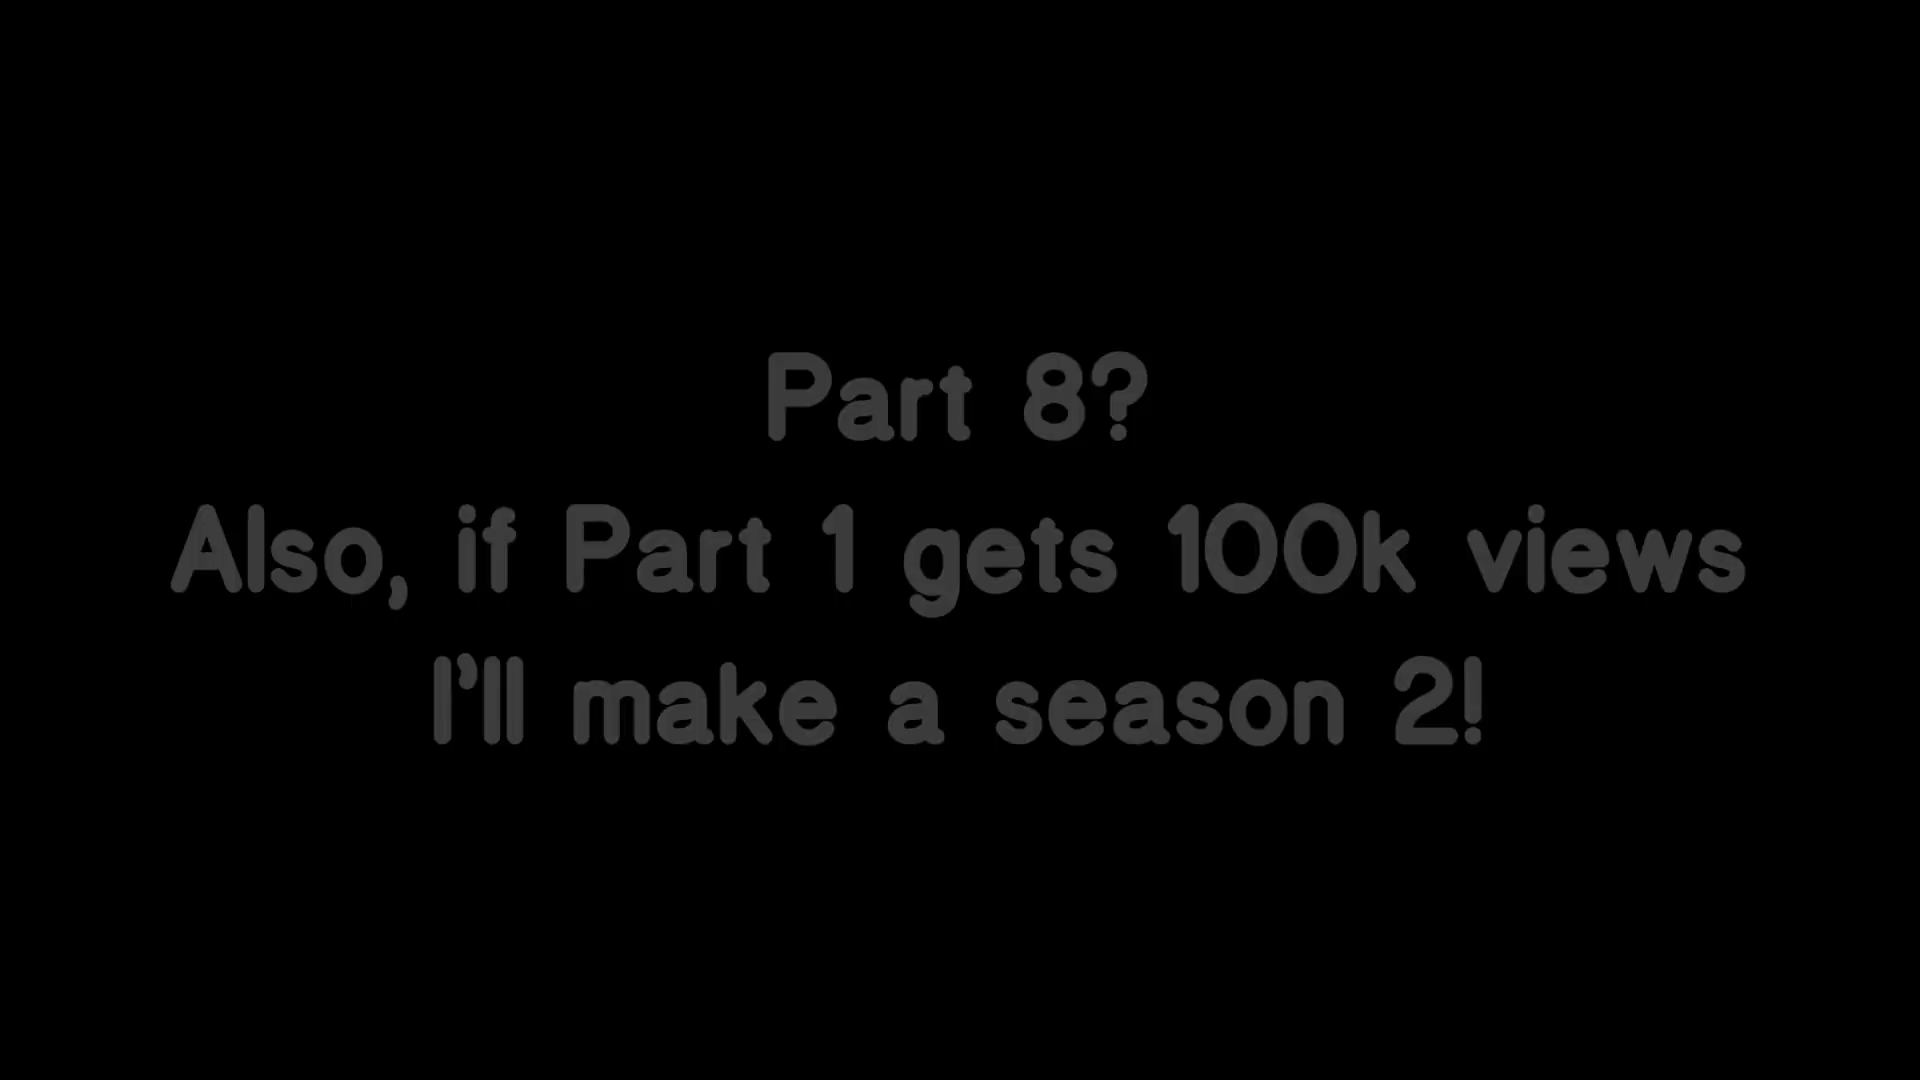 Part 8?
Also, if Part 1 gets 100k views
I'll make a season 2!